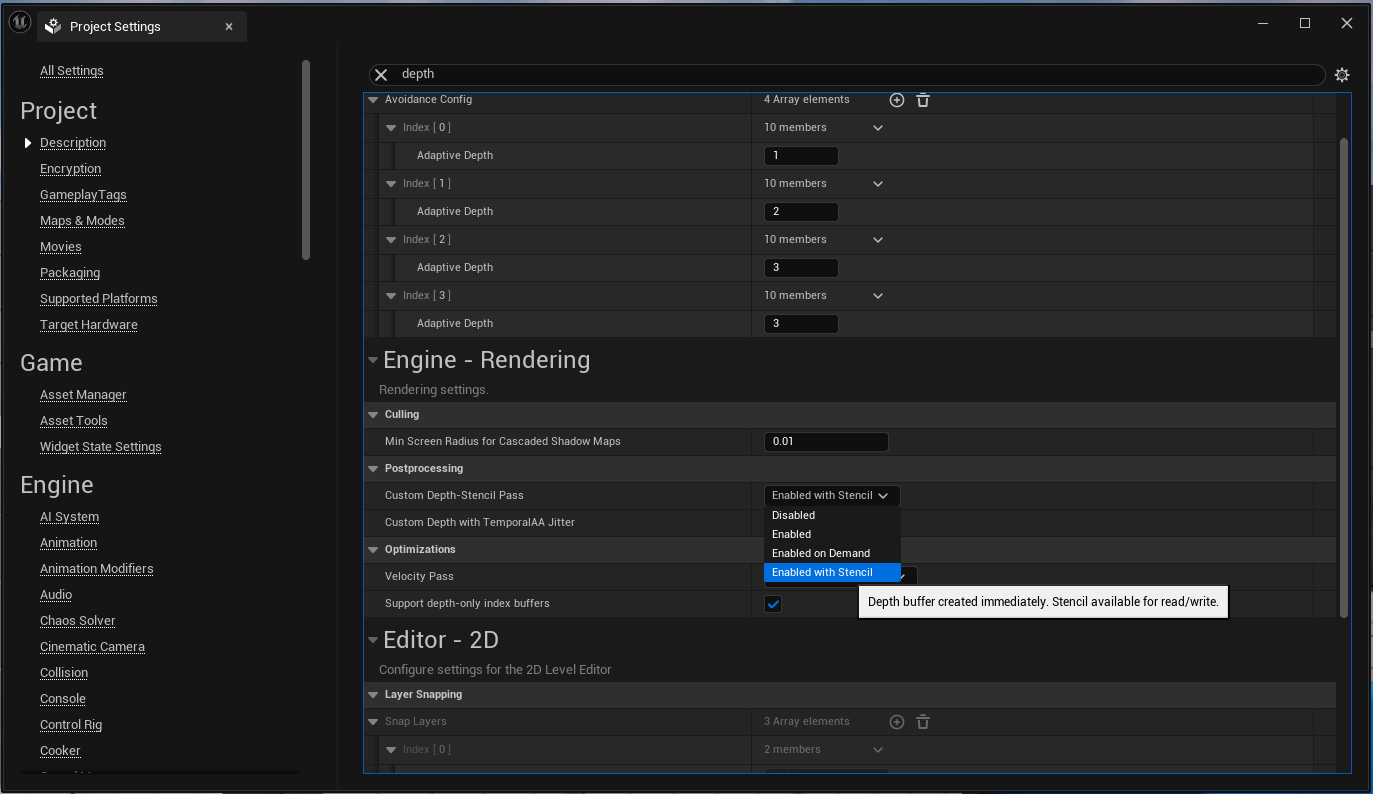 Project Settings
depth
All Settings
Project
Description
Encryption
GameplayTags
Maps & Modes
Movies
Packaging
Supported Platforms
Target Hardware
Game
Asset Manager
Asset Tools
Widget State Settings
Engine
AI System
Animation
Animation Modifiers
Audio
Chaos Solver
Cinematic Camera
Collision
Console
Control Rig
Cooker
Avoidance Config 4 Array elements
Index [ 0 ] 10 members
Adaptive Depth 1
Index [ 1 ] 10 members
Adaptive Depth 2
Index [ 2 ] 10 members
Adaptive Depth 3
Index [ 3 ] 10 members
Adaptive Depth 3
Engine - Rendering
Rendering settings.
Culling
Min Screen Radius for Cascaded Shadow Maps 0.01
Postprocessing
Custom Depth-Stencil Pass Enabled with Stencil
Disabled
Custom Depth with TemporalAA Jitter
Enabled
Optimizations
Enabled on Demand
Enabled with Stencil
Velocity Pass
Support depth-only index buffers
Depth buffer created immediately. Stencil available for read/write.
Editor - 2D
Configure settings for the 2D Level Editor
Layer Snapping
Snap Layers 3 Array elements
Index [ 0 ] 2 members